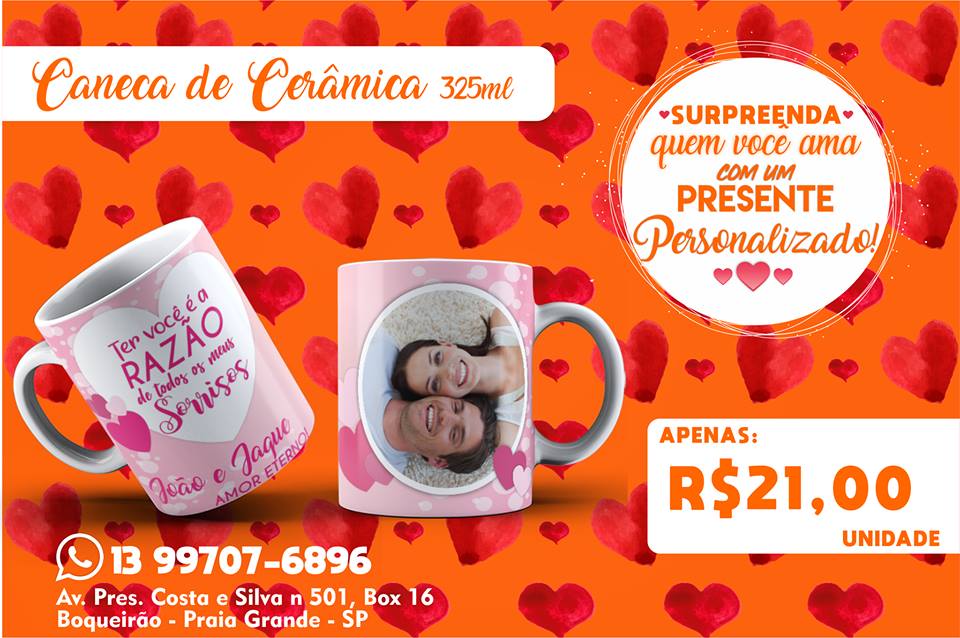 Caneca de Cerâmica 325ml
SURPREENDA
quem você ama
COM UM
PRESENTE
Personalizado!
Ter você é a
RAZÃO
de todos os meus
Sorrisos
João e Jaque
AMOR ETERNO!
APENAS:
R$21,00
UNIDADE
13 99707-6896
Av. Pres. Costa e Silva n 501, Box 16
Boqueirão - Praia Grande - SP